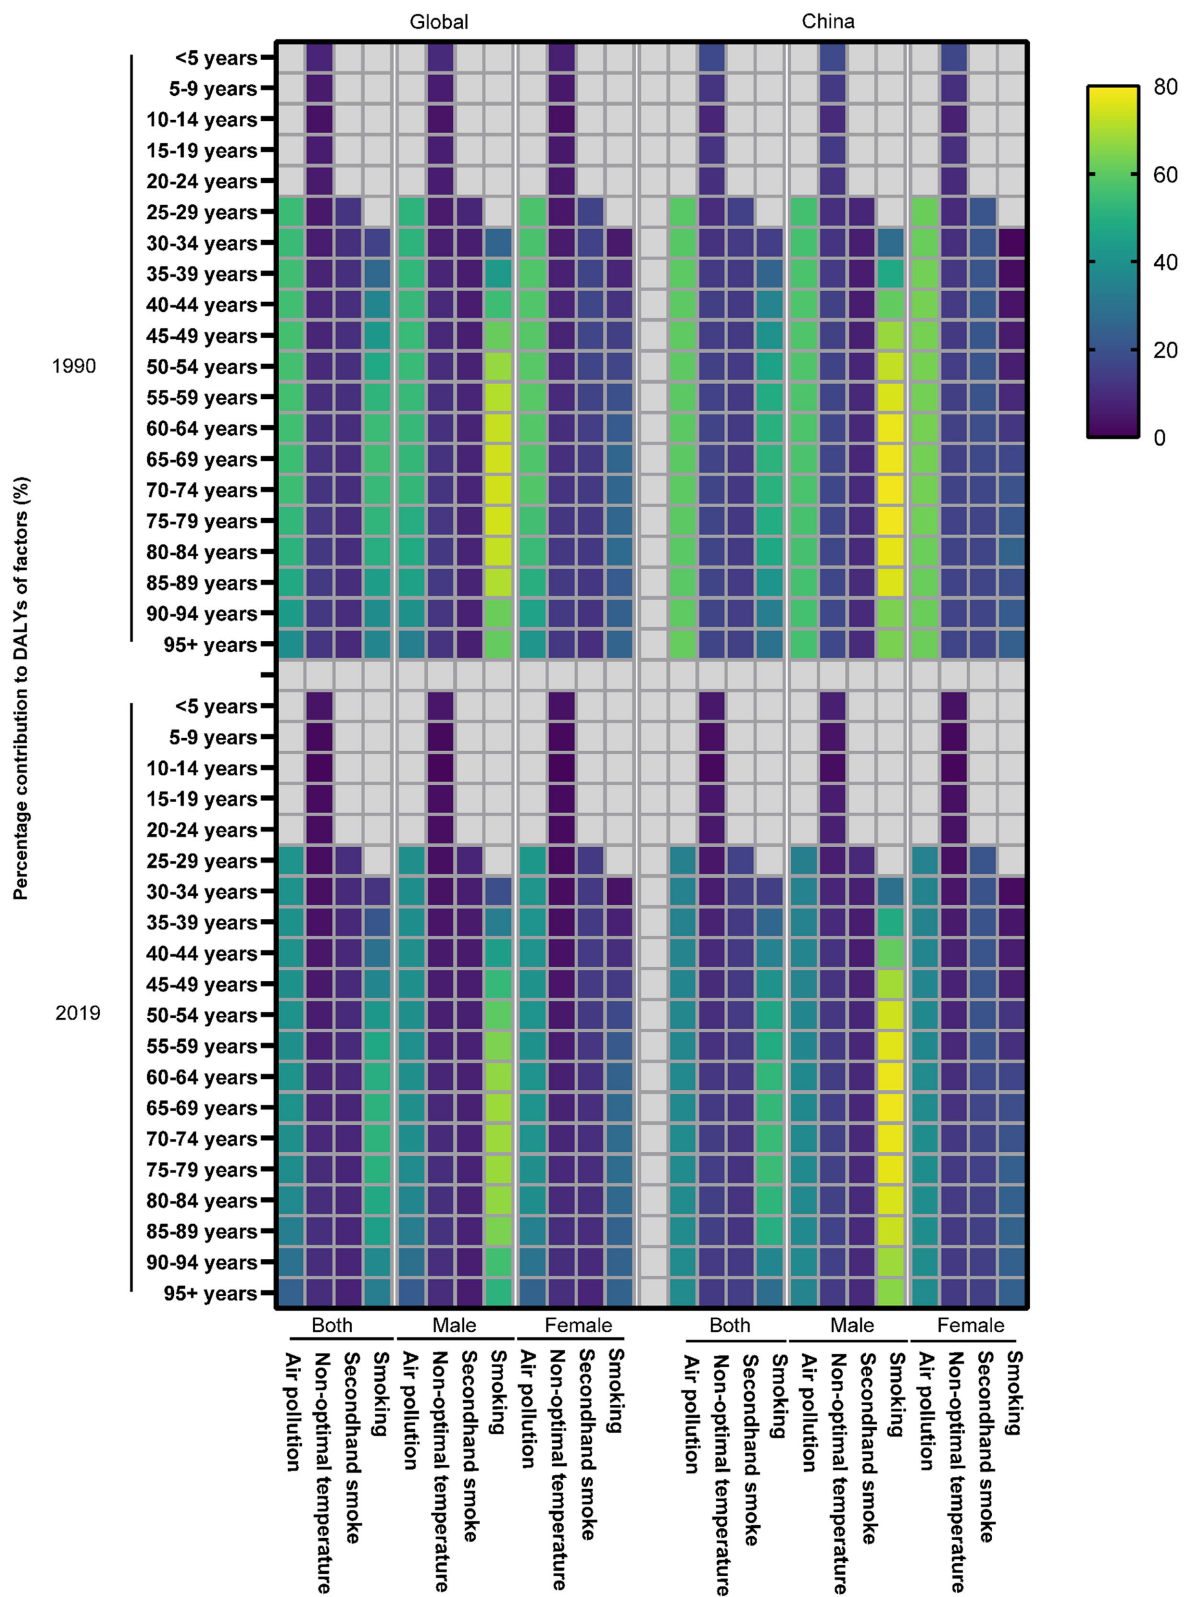 Global
China
<5 years
5-9 years
10-14 years
15-19 years
20-24 years
25-29 years
30-34 years
35-39 years
40-44 years
45-49 years
50-54 years
55-59 years
60-64 years
65-69 years
70-74 years
75-79 years
80-84 years
85-89 years
90-94 years
95+ years
1990
<5 years
5-9 years
10-14 years
15-19 years
20-24 years
25-29 years
30-34 years
35-39 years
40-44 years
45-49 years
50-54 years
55-59 years
60-64 years
65-69 years
70-74 years
75-79 years
80-84 years
85-89 years
90-94 years
95+ years
2019
Percentage contribution to DALYs of factors (%)
80
60
40
20
0
Both
Male
Female
Both
Male
Female
Air pollution
Non-optimal temperature
Secondhand smoke
Smoking
Air pollution
Non-optimal temperature
Secondhand smoke
Smoking
Air pollution
Non-optimal temperature
Secondhand smoke
Smoking
Air pollution
Non-optimal temperature
Secondhand smoke
Smoking
Air pollution
Non-optimal temperature
Secondhand smoke
Smoking
Air pollution
Non-optimal temperature
Secondhand smoke
Smoking